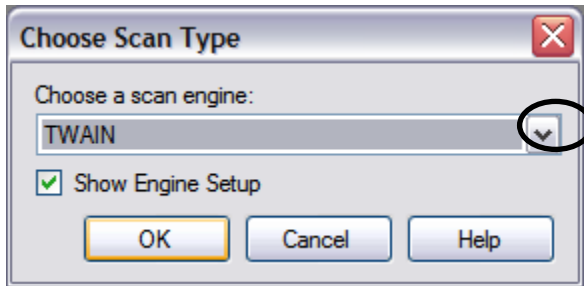 Choose Scan Type
Choose a scan engine:
TWAIN
Show Engine Setup
OK Cancel Help